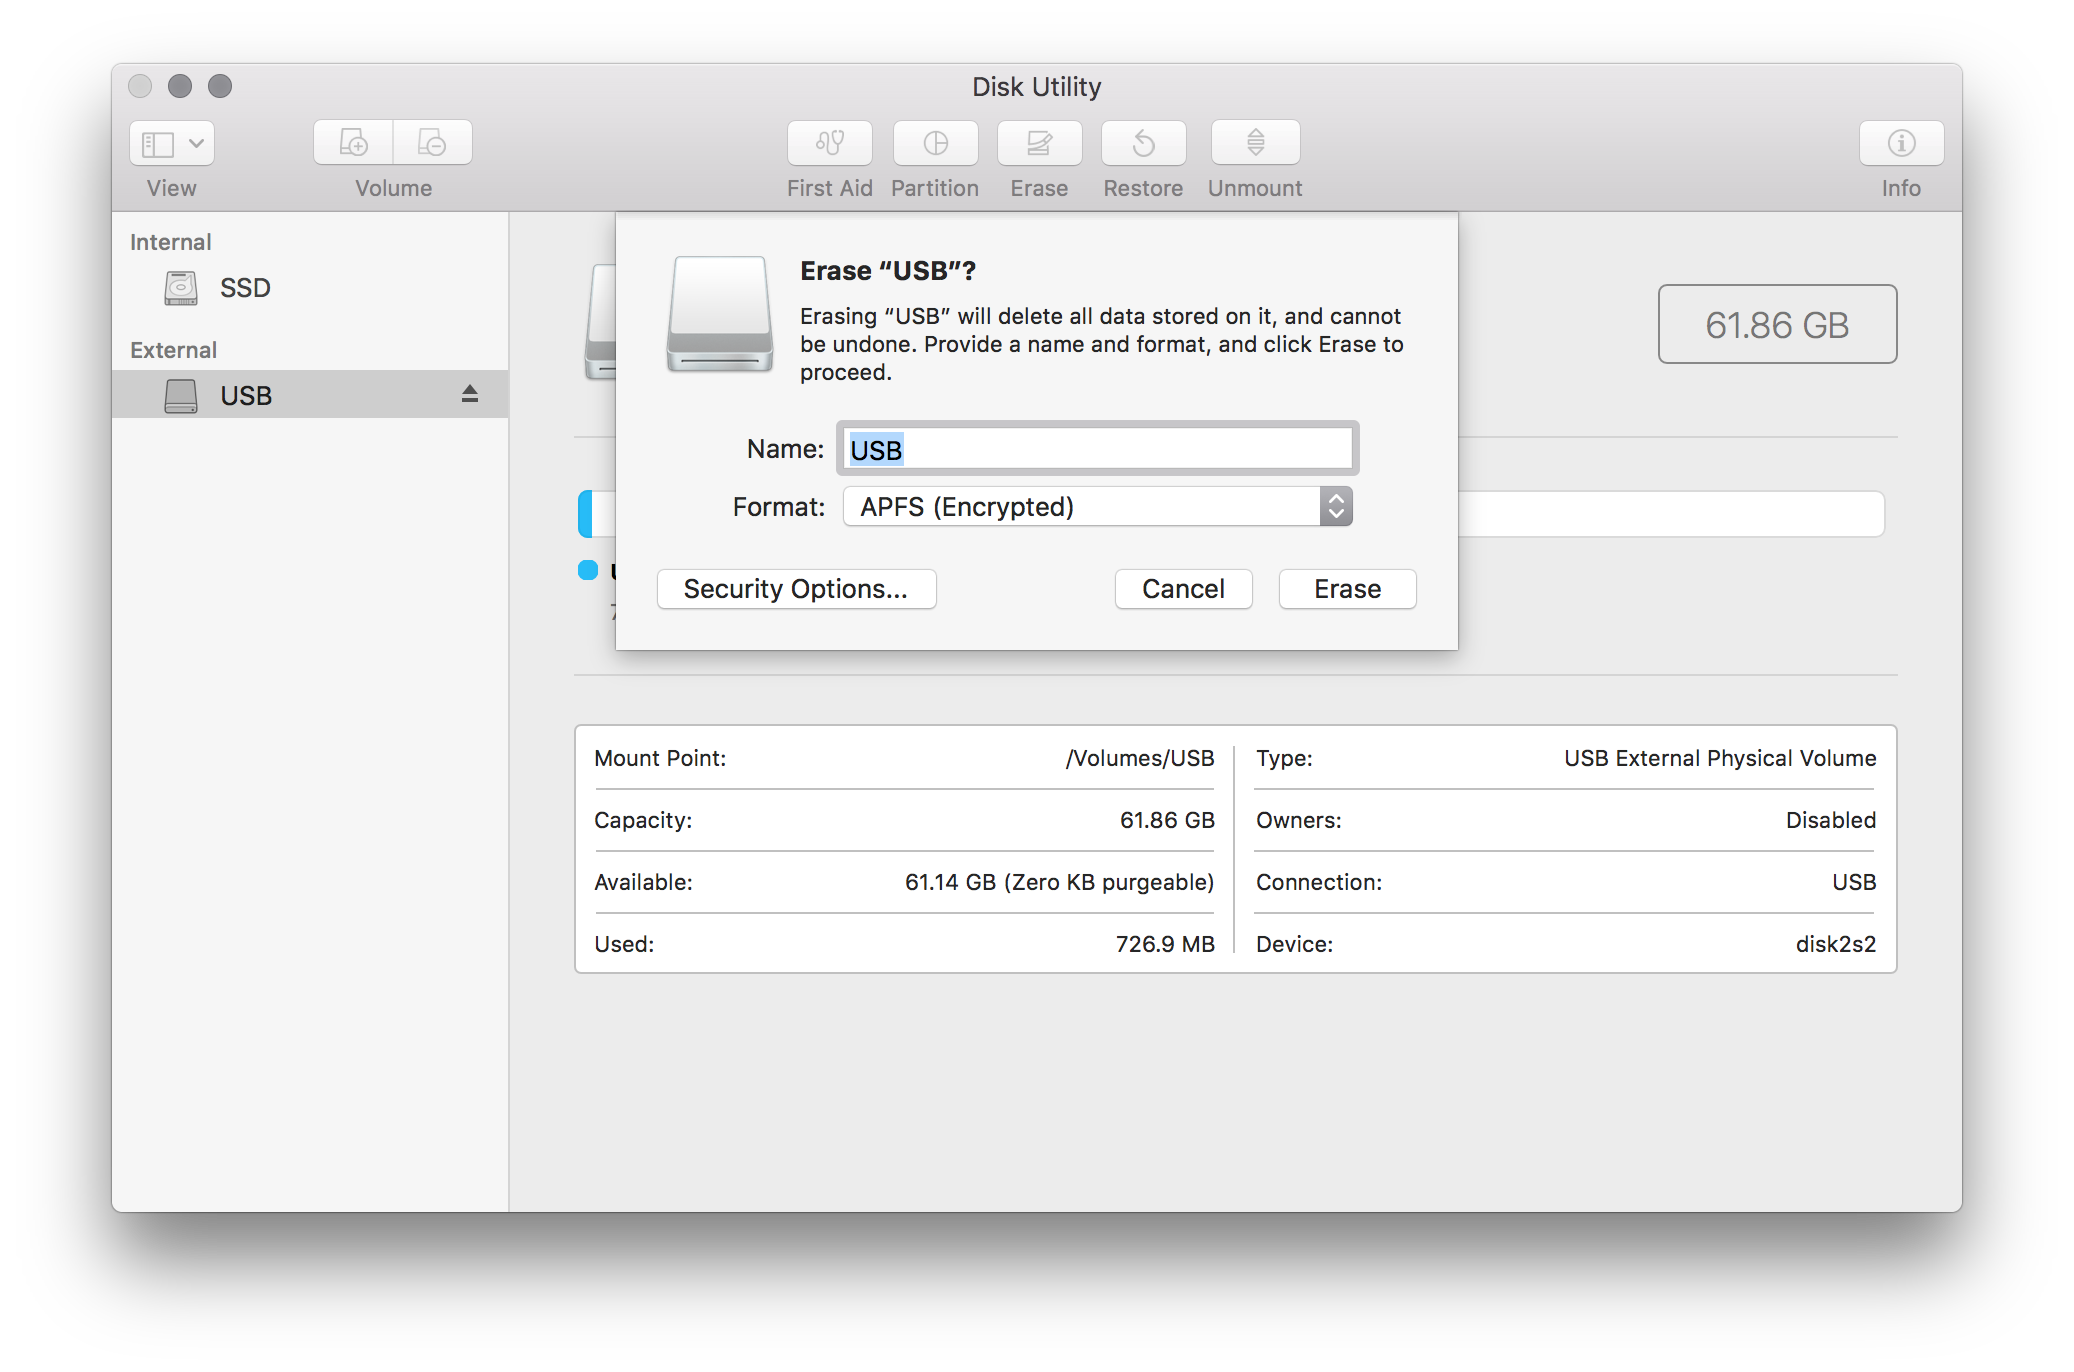 Disk Utility
View
Volume
First Aid
Partition
Erase
Restore
Unmount
Info
Internal
SSD
External
USB
Erase “USB”?
Erasing “USB” will delete all data stored on it, and cannot
be undone. Provide a name and format, and click Erase to
proceed.
Name: USB
Format: APFS (Encrypted)
Security Options...
Cancel
Erase
61.86 GB
Mount Point: /Volumes/USB
Capacity: 61.86 GB
Available: 61.14 GB (Zero KB purgeable)
Used: 726.9 MB
Type: USB External Physical Volume
Owners: Disabled
Connection: USB
Device: disk2s2